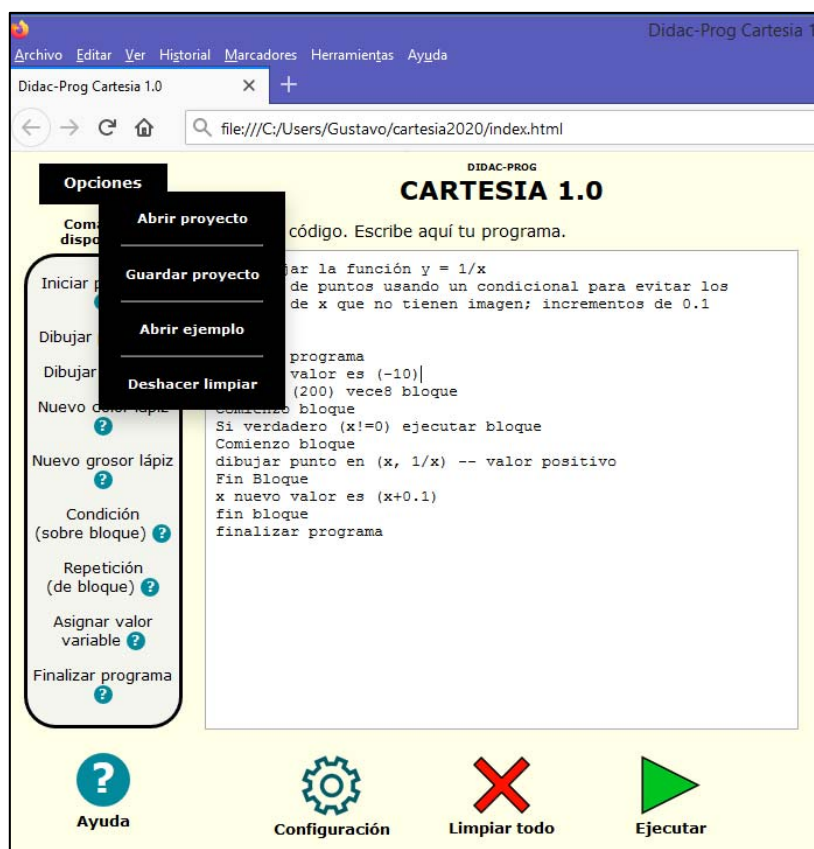 Didac-Prog Cartesia 1
Archivo Editar Ver Historial Marcadores Herramientas Ayuda
Didac-Prog Cartesia 1.0
file:///C:/Users/Gustavo/cartesia2020/index.html
DIDAC-PROG
CARTESIA 1.0
Opciones
Abrir proyecto
Guardar proyecto
Abrir ejemplo
Deshacer limpiar
código. Escribe aquí tu programa.
Iniciar
?
Dibujar
Dibujar
Nuevo color lápiz
?
Nuevo grosor lápiz
?
Condición
(sobre bloque) ?
Repetición
(de bloque) ?
Asignar valor
variable ?
Finalizar programa
?
la función y = 1/x
de puntos usando un condicional para evitar los
de x que no tienen imagen; incrementos de 0.1
programa
valor es (-10)
(200) vece8 bloque
Comienzo bloque
Si verdadero (x!=0) ejecutar bloque
Comienzo bloque
dibujar punto en (x, 1/x) -- valor positivo
Fin Bloque
x nuevo valor es (x+0.1)
fin bloque
finalizar programa
?
Ayuda
Configuración
Limpiar todo
Ejecutar